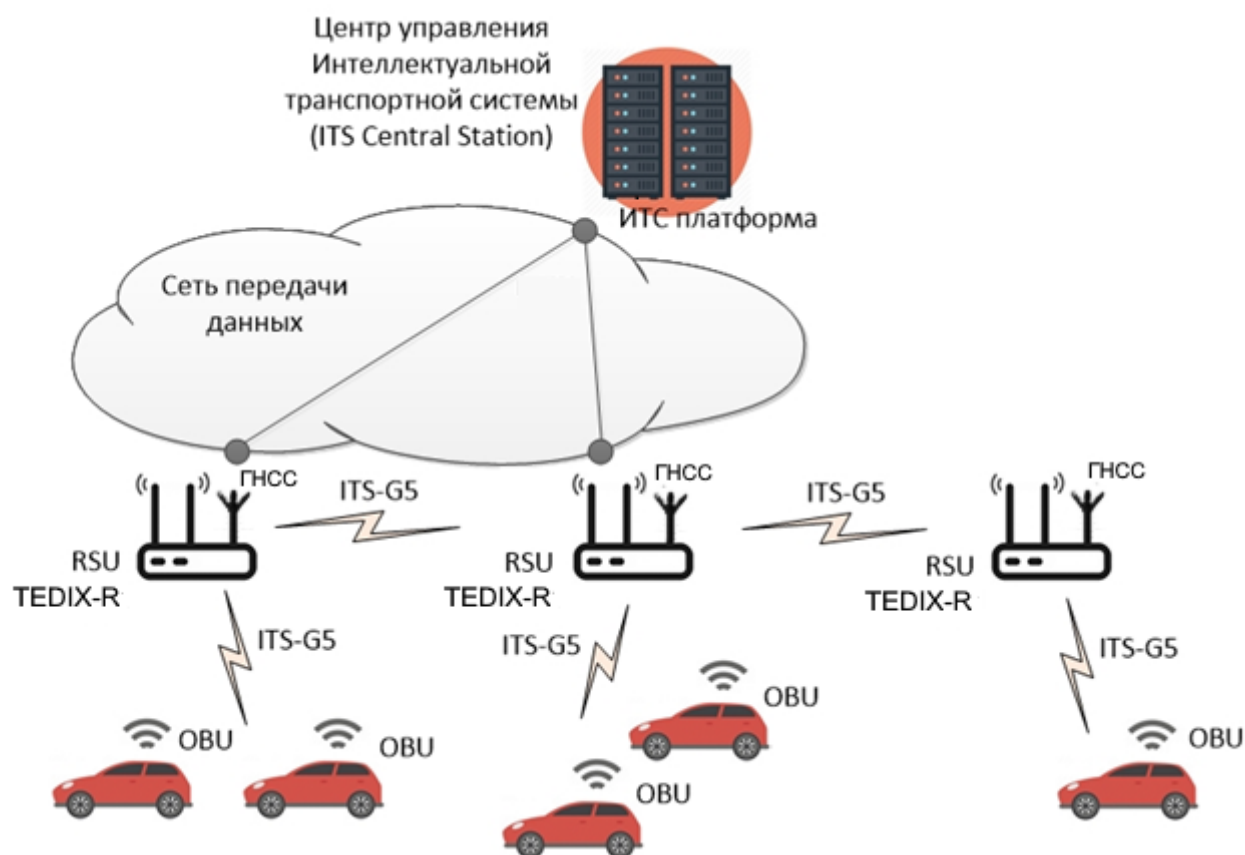 Центр управления
Интеллектуальной
транспортной системы
(ITS Central Station)
ИТС платформа
Сеть передачи
данных
ГНСС
ITS-G5
ГНСС
ITS-G5
ГНСС
RSU
TEDIX-R
RSU
TEDIX-R
RSU
TEDIX-R
ITS-G5
ITS-G5
ITS-G5
OBU
OBU
OBU
OBU
OBU